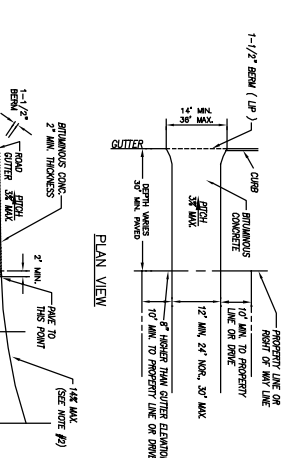 1-1/2" BERM ( LIP )
CURB
PROPERTY LINE OR
RIGHT OF WAY LINE
14' MIN.
36' MAX.
BITUMINOUS
CONCRETE
PITCH
3% MAX.
10' MIN. TO PROPERTY
LINE OR DRIVE
12' MIN. 24' NOR., 30' MAX.
GUTTER
DEPTH VARIES
30' MIN. PAVED
8" HIGHER THAN GUTTER ELEVATION
10' MIN. TO PROPERTY LINE OR DRIVE
PLAN VIEW
BITUMINOUS CONC.
2" MIN. THICKNESS
2' MIN.
PAVE TO
THIS POINT
14% MAX.
(SEE NOTE #2)
1-1/2"
BERM
ROAD
GUTTER
PITCH
3% MAX.